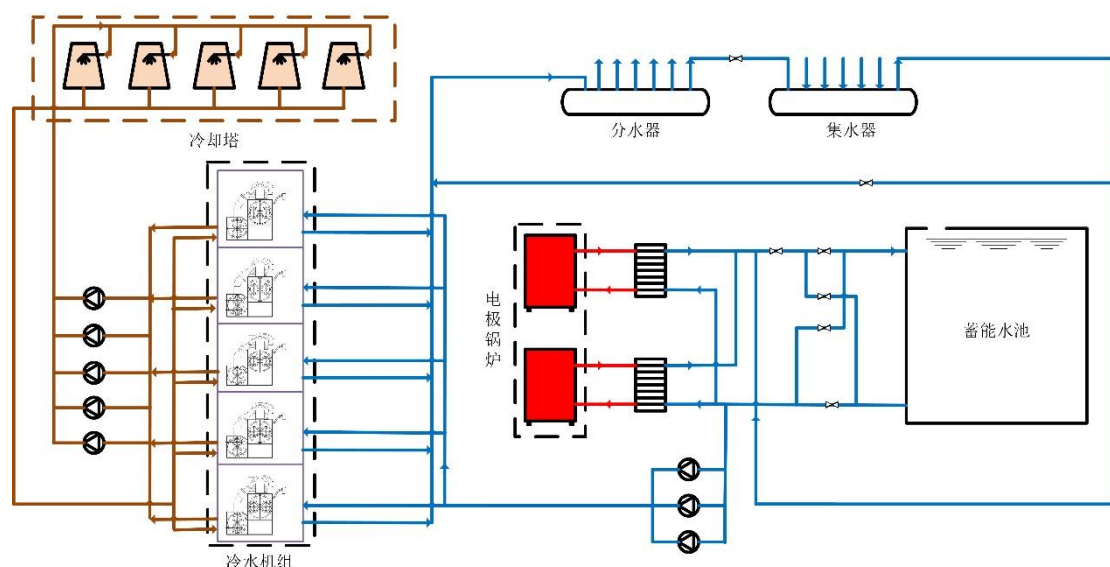 冷却塔
分水器
集水器
电极锅炉
蓄能水池
冷水机组